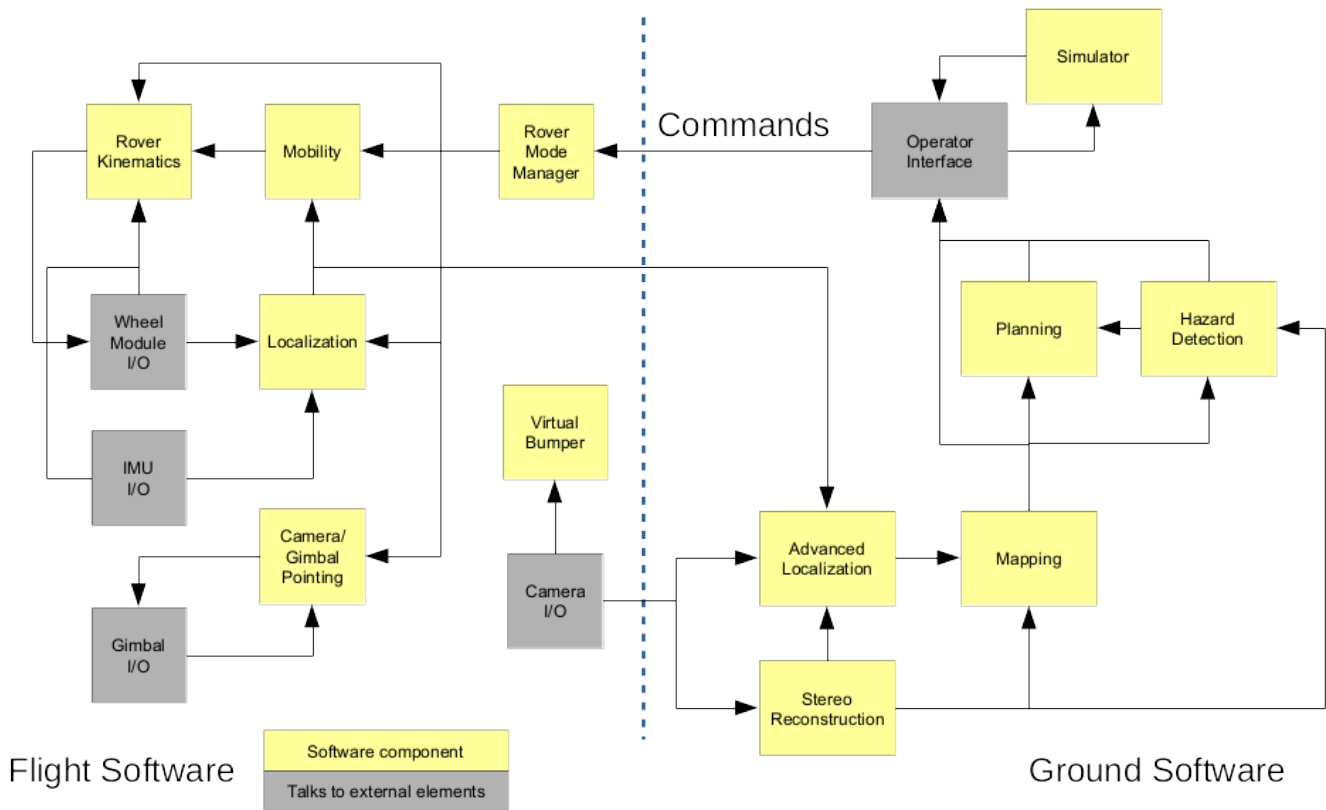 Simulator
Commands
Rover
Kinematics
Mobility
Rover
Mode
Manager
Operator
Interface
Wheel
Module
I/O
Localization
Planning
Hazard
Detection
Virtual
Bumper
IMU
I/O
Camera/
Gimbal
Pointing
Camera
I/O
Advanced
Localization
Mapping
Gimbal
I/O
Stereo
Reconstruction
Flight Software
Software component
Talks to external elements
Ground Software